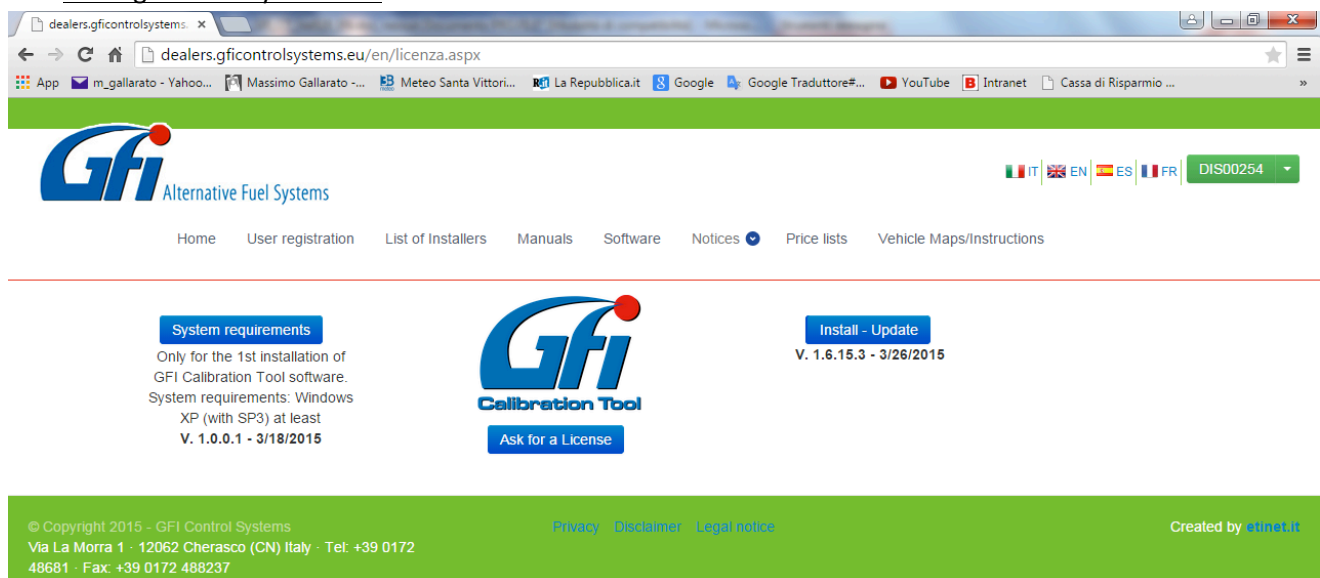 dealers.gficontrolsystems.
dealers.gficontrolsystems.eu/en/licenza.aspx
App m_gallarato - Yahoo... Massimo Gallarato -... Meteo Santa Vittori... La Repubblica.it Google Google Traduttore#... YouTube Intranet Cassa di Risparmio ... »
Gfi
Alternative Fuel Systems
IT EN ES FR DIS00254
Home User registration List of Installers Manuals Software Notices Price lists Vehicle Maps/Instructions
System requirements
Only for the 1st installation of
GFI Calibration Tool software.
System requirements: Windows
XP (with SP3) at least
V. 1.0.0.1 - 3/18/2015
Gfi
Calibration Tool
Ask for a License
Install - Update
V. 1.6.15.3 - 3/26/2015
© Copyright 2015 - GFI Control Systems
Via La Morra 1 · 12062 Cherasco (CN) Italy · Tel: +39 0172
48681 · Fax: +39 0172 488237
Privacy Disclaimer Legal notice
Created by etinet.it